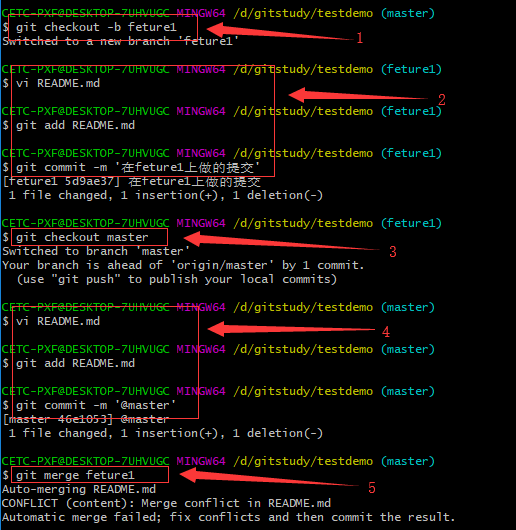 CETC-PXF@DESKTOP-7UHVUGC MINGW64 /d/gitstudy/testdemo (master)
$ git checkout -b feture1
1
Switched to a new branch 'feture1'
CETC-PXF@DESKTOP-7UHVUGC MINGW64 /d/gitstudy/testdemo (feture1)
$ vi README.md
2
CETC-PXF@DESKTOP-7UHVUGC MINGW64 /d/gitstudy/testdemo (feture1)
$ git add README.md
CETC-PXF@DESKTOP-7UHVUGC MINGW64 /d/gitstudy/testdemo (feture1)
$ git commit -m '在feture1上做的提交'
[feture1 5d9ae37] 在feture1上做的提交
1 file changed, 1 insertion(+), 1 deletion(-)
CETC-PXF@DESKTOP-7UHVUGC MINGW64 /d/gitstudy/testdemo (feture1)
$ git checkout master
3
Switched to branch 'master'
Your branch is ahead of 'origin/master' by 1 commit.
(use "git push" to publish your local commits)
CETC-PXF@DESKTOP-7UHVUGC MINGW64 /d/gitstudy/testdemo (master)
$ vi README.md
4
CETC-PXF@DESKTOP-7UHVUGC MINGW64 /d/gitstudy/testdemo (master)
$ git add README.md
CETC-PXF@DESKTOP-7UHVUGC MINGW64 /d/gitstudy/testdemo (master)
$ git commit -m '@master'
[master 46e1053] @master
1 file changed, 1 insertion(+), 1 deletion(-)
CETC-PXF@DESKTOP-7UHVUGC MINGW64 /d/gitstudy/testdemo (master)
$ git merge feture1
5
Auto-merging README.md
CONFLICT (content): Merge conflict in README.md
Automatic merge failed; fix conflicts and then commit the result.